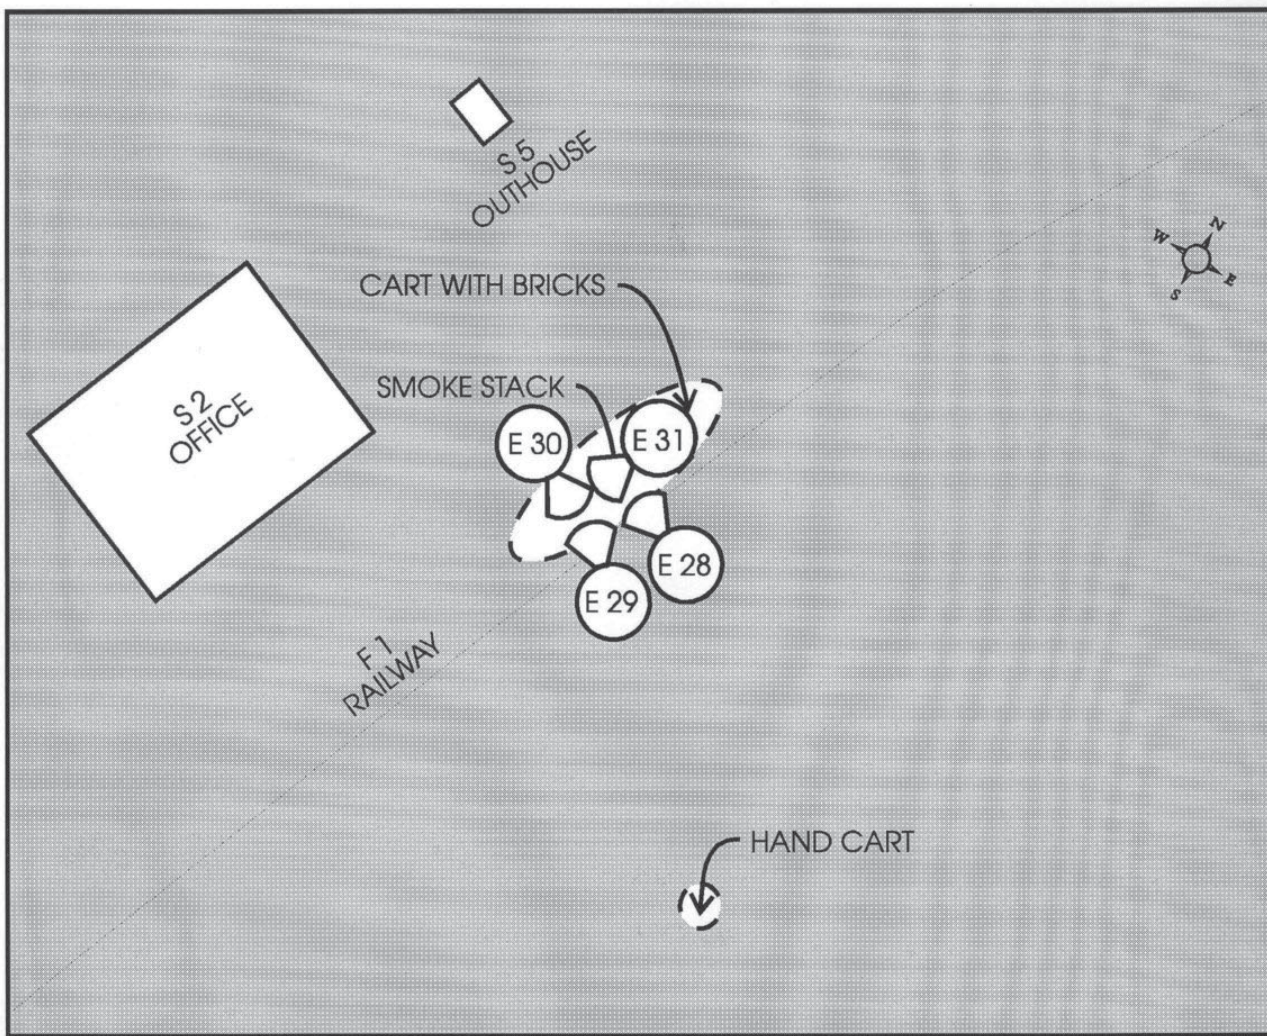 S 5
OUTHOUSE
N
W
E
S
CART WITH BRICKS
SMOKE STACK
S 2
OFFICE
E 30
E 31
E 28
E 29
F 1
RAILWAY
HAND CART